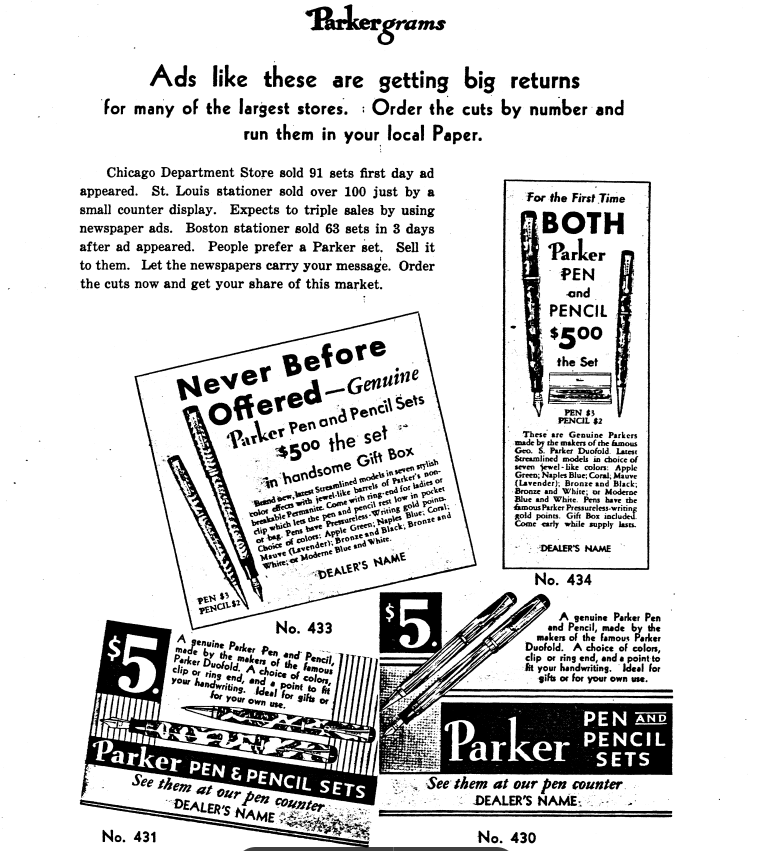 Parkergrams
Ads like these are getting big returns
for many of the largest stores. Order the cuts by number and
run them in your local Paper.
Chicago Department Store sold 91 sets first day ad
appeared. St. Louis stationer sold over 100 just by a
small counter display. Expects to triple sales by using
newspaper ads. Boston stationer sold 63 sets in 3 days
after ad appeared. People prefer a Parker set. Sell it
to them. Let the newspapers carry your message. Order
the cuts now and get your share of this market.
For the First Time
BOTH
Parker
PEN
and
PENCIL
$500
the Set
PEN $3
PENCIL $2
These are Genuine Parkers
made by the makers of the famous
Geo. S. Parker Duofold. Latest
Streamlined models in choice of
seven jewel-like colors: Apple
Green; Naples Blue; Coral; Mauve
(Lavender); Bronze and Black;
Bronze and White; or Moderne
Blue and White. Pens have the
famous Parker Pressureless-writing
gold points. Gift Box included.
Come early while supply lasts.
DEALER'S NAME
No. 434
Never Before
Offered—Genuine
Parker Pen and Pencil Sets
$500 the set
in handsome Gift Box
Brand new, latest Streamlined models in seven stylish
color effects with jewel-like barrels of Parker's non-
breakable Permanite. Come with ring-end for ladies or
clip which lets the pen and pencil rest low in pocket
or bag. Pens have Pressureless-Writing gold points.
Choice of colors: Apple Green; Naples Blue; Coral;
Mauve (Lavender); Bronze and Black; Bronze and
White; or Moderne Blue and White.
DEALER'S NAME
PEN $3
PENCIL $2
No. 433
$5.
A genuine Parker Pen and Pencil,
made by the makers of the famous
Parker Duofold. A choice of colors,
clip or ring end, and a point to fit
your handwriting. Ideal for gifts or
for your own use.
Parker PEN & PENCIL SETS
See them at our pen counter
DEALER'S NAME
No. 431
$5.
A genuine Parker Pen
and Pencil, made by the
makers of the famous Parker
Duofold. A choice of colors,
clip or ring end, and a point to
fit your handwriting. Ideal for
gifts or for your own use.
Parker
PEN AND
PENCIL
SETS
See them at our pen counter
DEALER'S NAME
No. 430